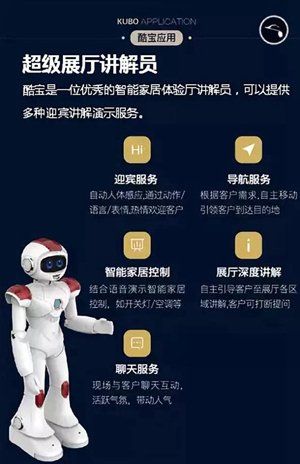 KUBO APPLICATION
酷宝应用
超级展厅讲解员
酷宝是一位优秀的智能家居体验厅讲解员，可以提供
多种迎宾讲解演示服务。
Hi
迎宾服务
自动人体感应,通过动作/
语言/表情,热情欢迎客户
导航服务
根据客户需求,自主移动
引领客户到达目的地
智能家居控制
结合语音演示智能家居
控制，如开关灯/空调等
展厅深度讲解
自主引导客户至展厅各区
域讲解,客户可打断提问
聊天服务
现场与客户聊天互动,
活跃气氛，带动人气